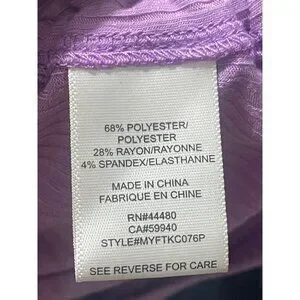 68% POLYESTER/
POLYESTER
28% RAYON/RAYONNE
4% SPANDEX/ELASTHANNE
MADE IN CHINA
FABRIQUE EN CHINE
RN#44480
CA#59940
STYLE#MYFTKC076P
SEE REVERSE FOR CARE